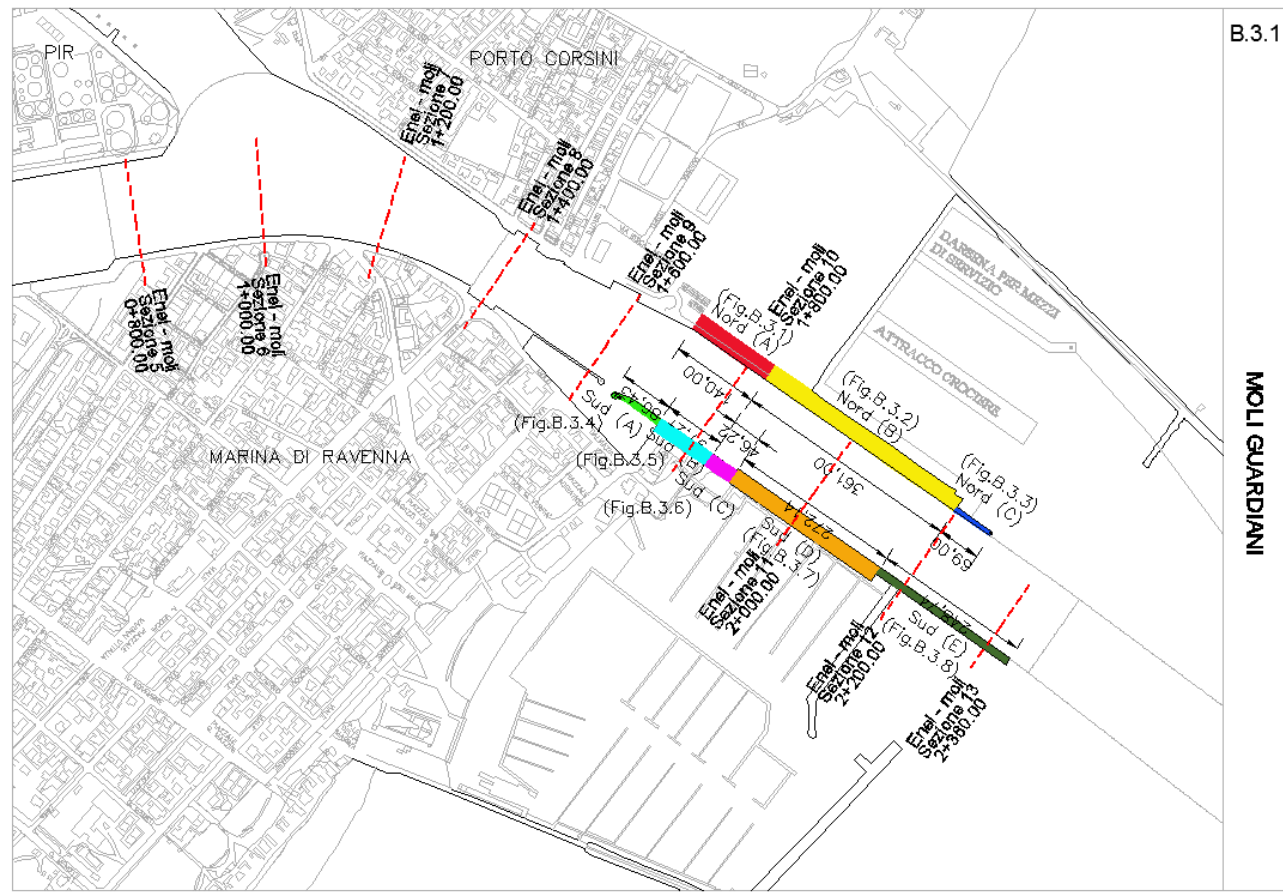 B.3.1
MOLI GUARDIANI
PIR
PORTO CORSINI
MARINA DI RAVENNA
DARSENA PER MEZZI
DI SERVIZIO
ATTRACCO CROCIERE
Enel - moli
Sezione 5
0+800.00
Enel - moli
Sezione 6
1+000.00
Enel - moli
Sezione 7
1+200.00
Enel - moli
Sezione 8
1+400.00
Enel - moli
Sezione 9
1+600.00
Enel - moli
Sezione 10
1+800.00
Enel - moli
Sezione 11
2+000.00
Enel - moli
Sezione 12
2+200.00
Enel - moli
Sezione 13
2+380.00
(Fig.B.3.1)
Nord (A)
140,00
(Fig.B.3.2)
Nord (B)
361,00
(Fig.B.3.3)
Nord (C)
69,00
(Fig.B.3.4)
Sud (A)
(Fig.B.3.5)
Sud (B)
(Fig.B.3.6)
Sud (C)
46,22
272,14
Sud (D)
(Fig.B.3.7)
Sud (E)
(Fig.B.3.8)